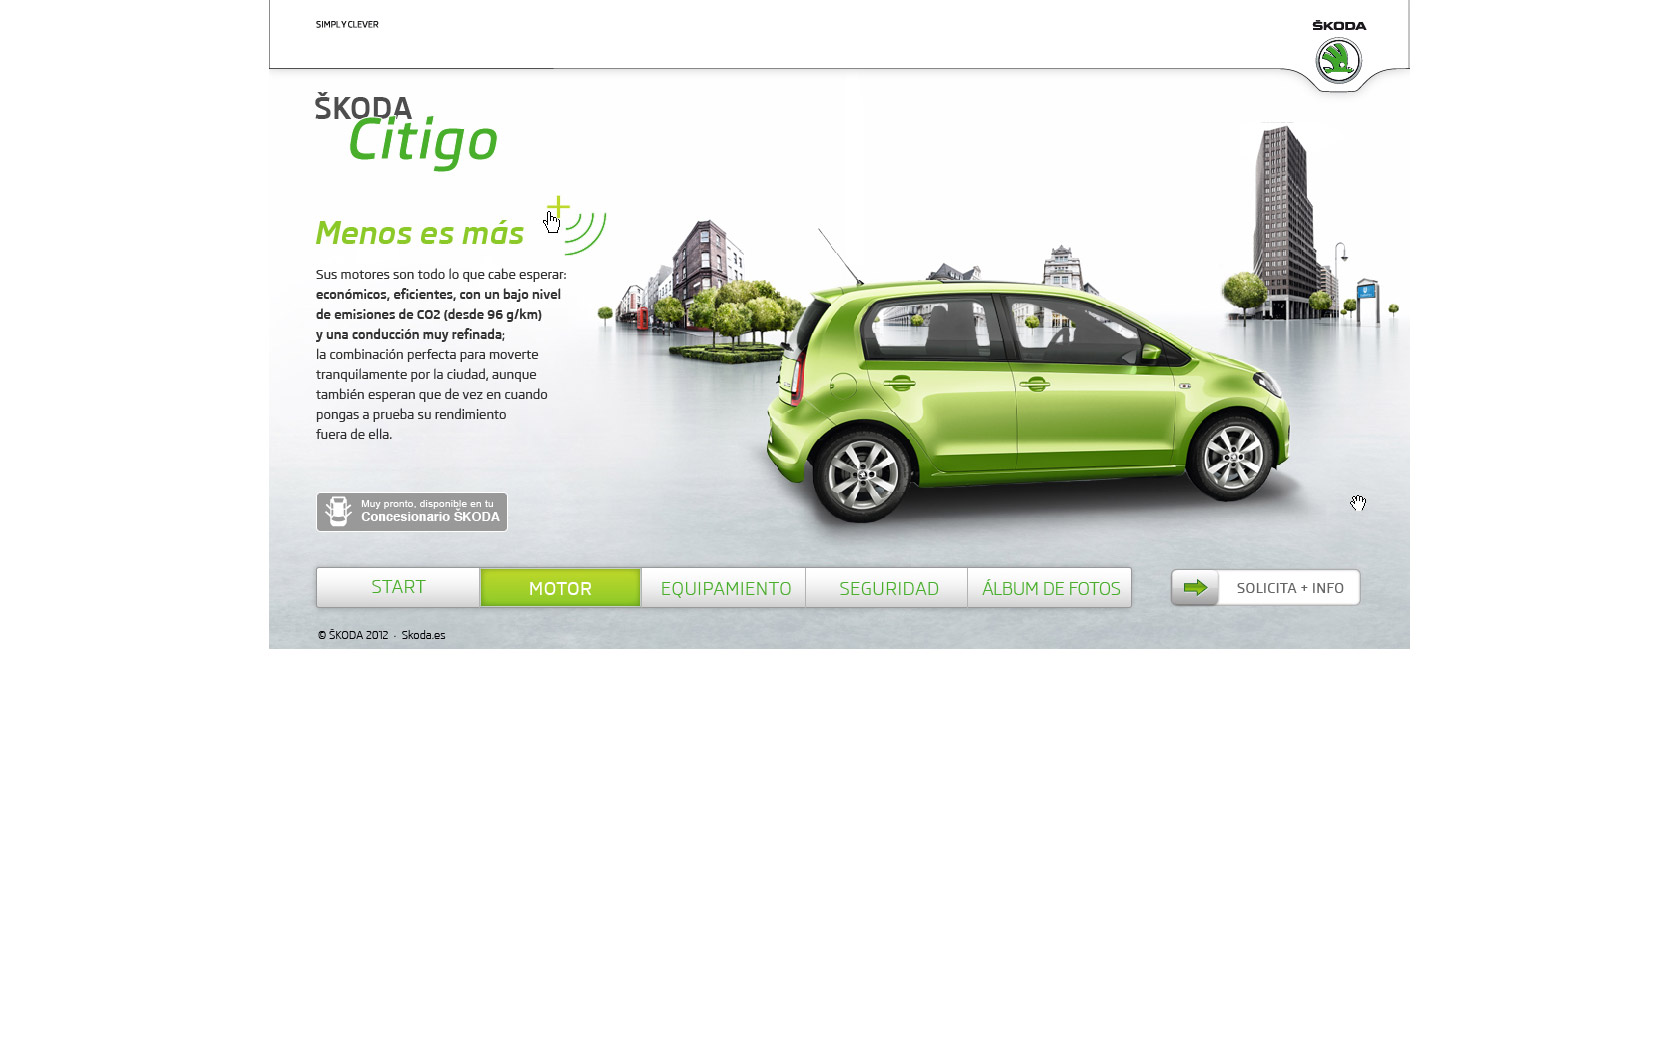 SIMPLY CLEVER
ŠKODA
ŠKODA
Citigo
Menos es más
Sus motores son todo lo que cabe esperar:
económicos, eficientes, con un bajo nivel
de emisiones de CO2 (desde 96 g/km)
y una conducción muy refinada;
la combinación perfecta para moverte
tranquilamente por la ciudad, aunque
también esperan que de vez en cuando
pongas a prueba su rendimiento
fuera de ella.
Muy pronto, disponible en tu
Concesionario ŠKODA
START
MOTOR
EQUIPAMIENTO
SEGURIDAD
ÁLBUM DE FOTOS
SOLICITA + INFO
© ŠKODA 2012 · Skoda.es